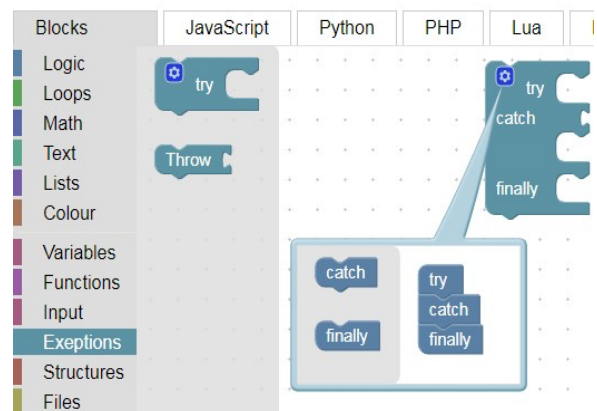 Blocks JavaScript Python PHP Lua
Logic
Loops
Math
Text
Lists
Colour
Variables
Functions
Input
Exeptions
Structures
Files
try
Throw
try
catch
finally
catch
finally
try
catch
finally